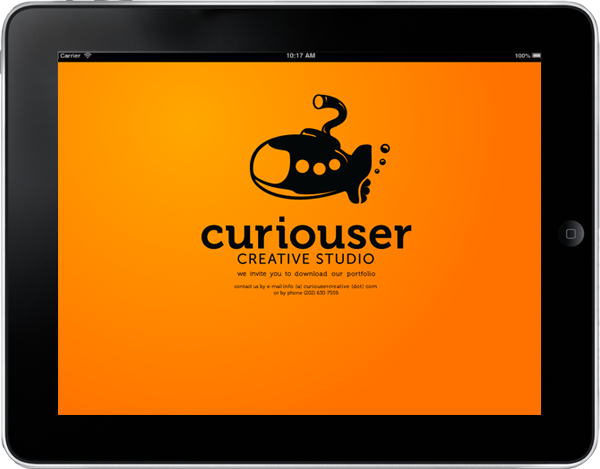 Carrier 10:17 AM 100%
curiouser
CREATIVE STUDIO
we invite you to download our portfolio
contact us by e-mail info (a) curiousercreative (dot) com
or by phone (202) 630-7559.